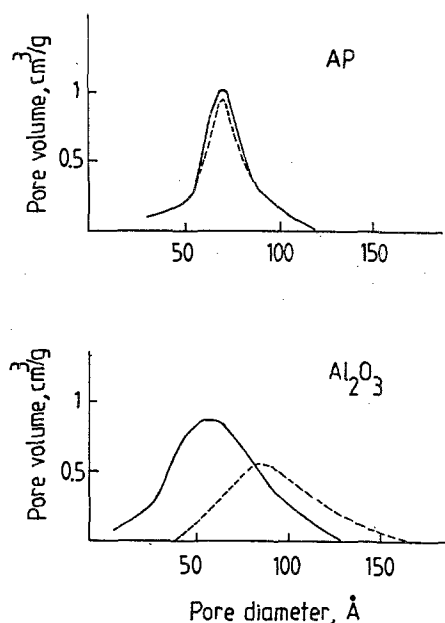 AP
Pore volume, cm³/g
1
0.5
50 100 150
Al₂O₃
Pore volume, cm³/g
1
0.5
50 100 150
Pore diameter, Å